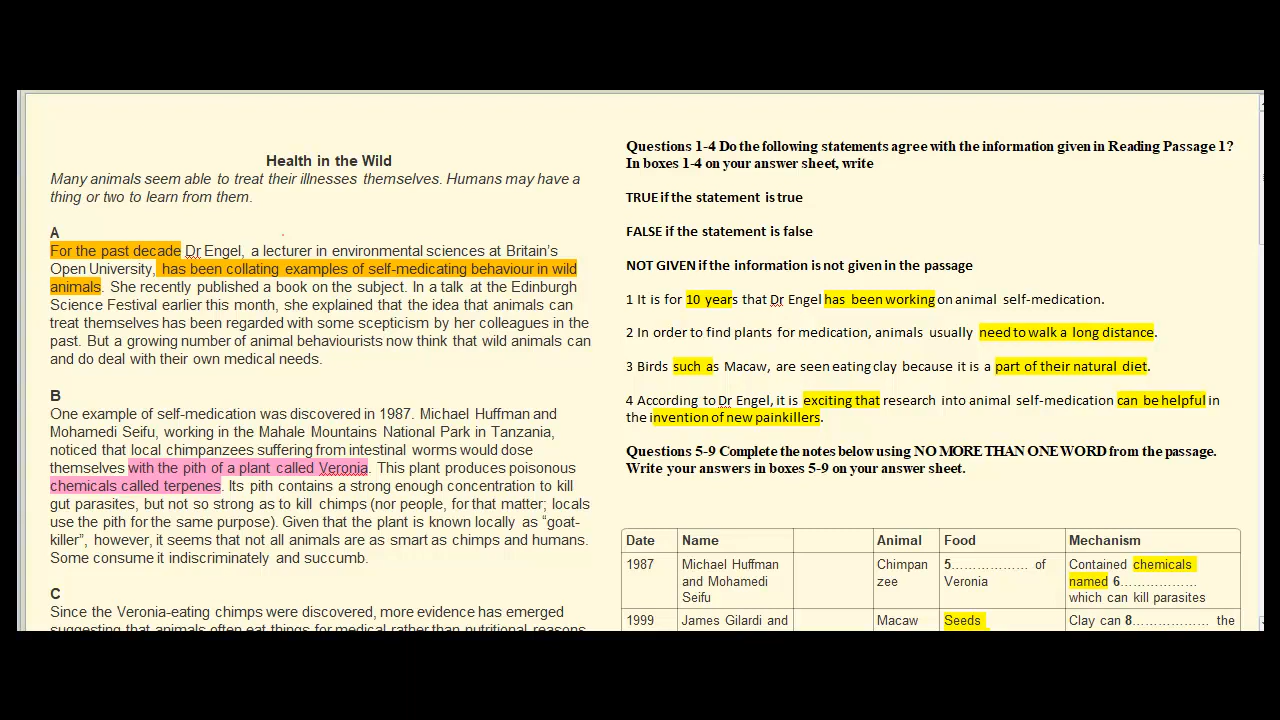 Health in the Wild
Many animals seem able to treat their illnesses themselves. Humans may have a
thing or two to learn from them.
A
For the past decade Dr Engel, a lecturer in environmental sciences at Britain's
Open University, has been collating examples of self-medicating behaviour in wild
animals. She recently published a book on the subject. In a talk at the Edinburgh
Science Festival earlier this month, she explained that the idea that animals can
treat themselves has been regarded with some scepticism by her colleagues in the
past. But a growing number of animal behaviourists now think that wild animals can
and do deal with their own medical needs.
B
One example of self-medication was discovered in 1987. Michael Huffman and
Mohamedi Seifu, working in the Mahale Mountains National Park in Tanzania,
noticed that local chimpanzees suffering from intestinal worms would dose
themselves with the pith of a plant called Veronia. This plant produces poisonous
chemicals called terpenes. Its pith contains a strong enough concentration to kill
gut parasites, but not so strong as to kill chimps (nor people, for that matter; locals
use the pith for the same purpose). Given that the plant is known locally as “goat-
killer”, however, it seems that not all animals are as smart as chimps and humans.
Some consume it indiscriminately and succumb.
C
Since the Veronia-eating chimps were discovered, more evidence has emerged
suggesting that animals often eat things for medical rather than nutritional reasons
Questions 1-4 Do the following statements agree with the information given in Reading Passage 1?
In boxes 1-4 on your answer sheet, write
TRUE if the statement is true
FALSE if the statement is false
NOT GIVEN if the information is not given in the passage
1 It is for 10 years that Dr Engel has been working on animal self-medication.
2 In order to find plants for medication, animals usually need to walk a long distance.
3 Birds such as Macaw, are seen eating clay because it is a part of their natural diet.
4 According to Dr Engel, it is exciting that research into animal self-medication can be helpful in
the invention of new painkillers.
Questions 5-9 Complete the notes below using NO MORE THAN ONE WORD from the passage.
Write your answers in boxes 5-9 on your answer sheet.
Date Name Animal Food Mechanism
1987 Michael Huffman Chimpan 5……………… of Contained chemicals
and Mohamedi zee Veronia named 6………………
Seifu which can kill parasites
1999 James Gilardi and Macaw Seeds Clay can 8……………… the